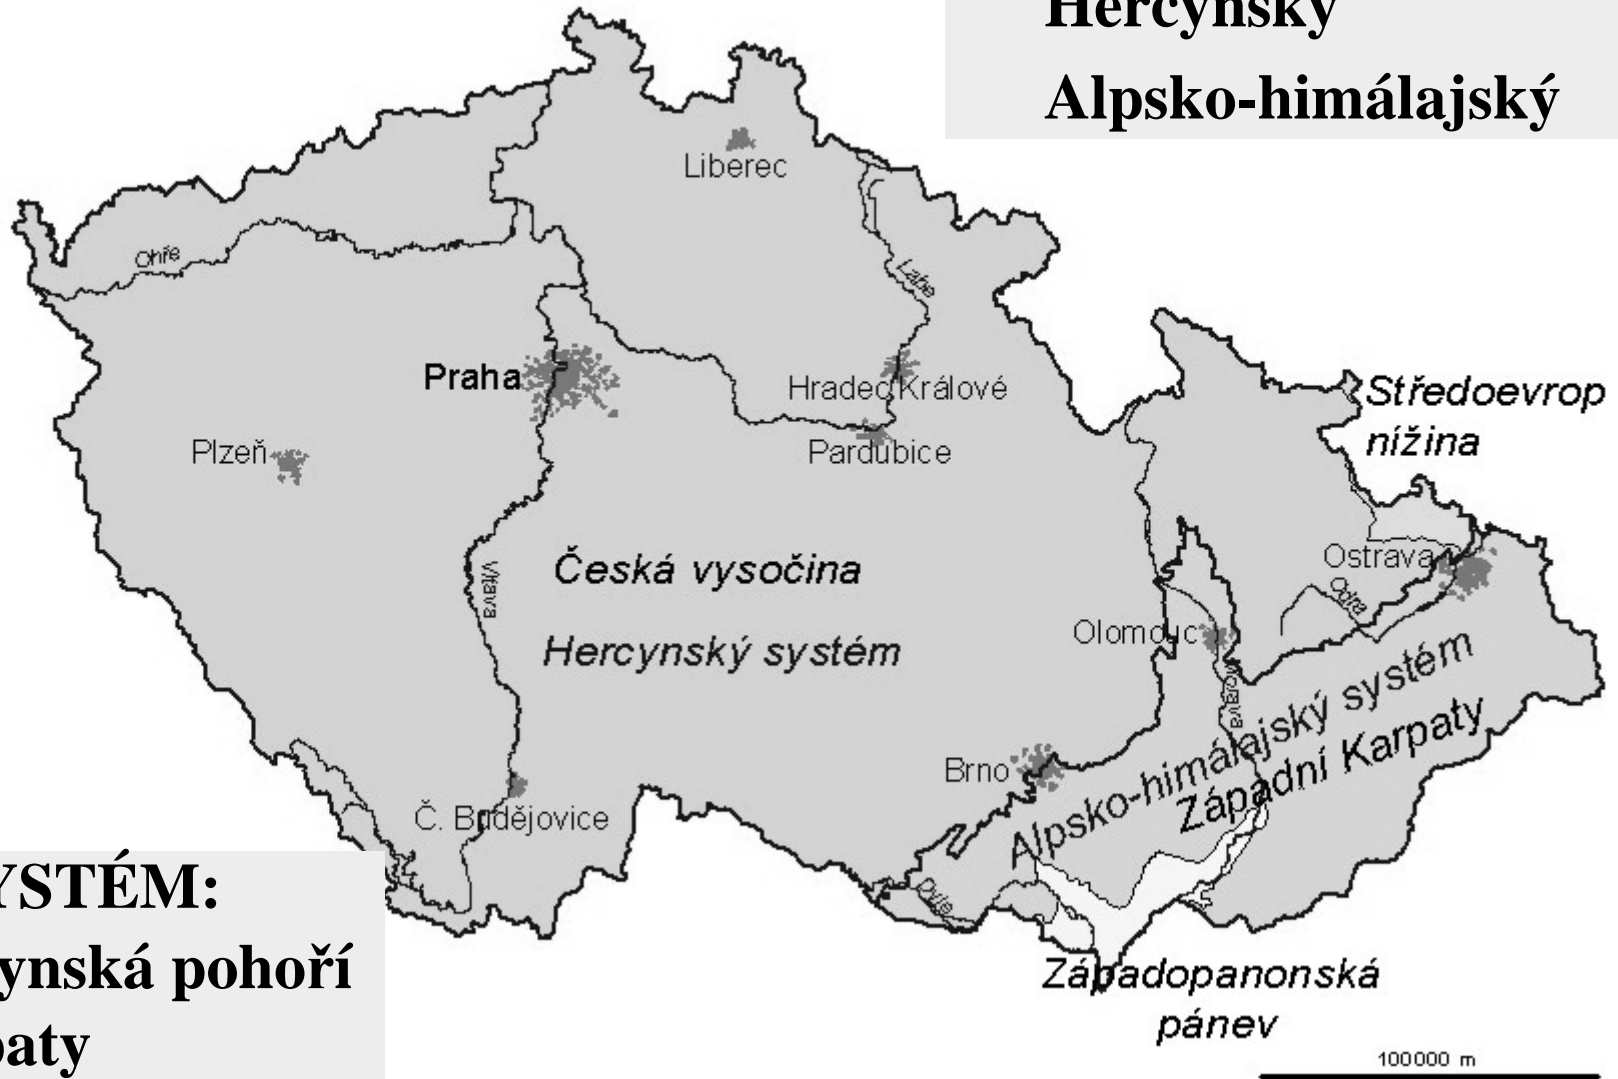 Hercynský
Alpsko-himálajský
Liberec
Ohře
Labe
Praha
Hradec Králové
Středoevrop
nížina
Plzeň
Pardubice
Vltava
Česká vysočina
Ostrava
Odra
Hercynský systém
Olomouc
Morava
Alpsko-himálajský systém
Západní Karpaty
Brno
Č. Budějovice
Dyje
YSTÉM:
ynská pohoří
paty
Západopanonská
pánev
100000 m